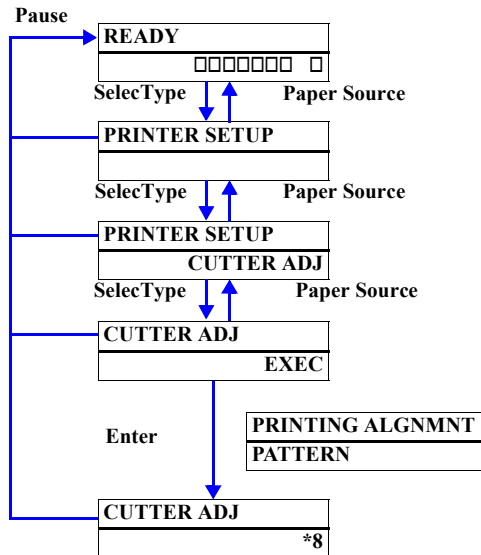 Pause
READY
□□□□□□□ □
SelecType Paper Source
PRINTER SETUP
SelecType Paper Source
PRINTER SETUP
CUTTER ADJ
SelecType Paper Source
CUTTER ADJ
EXEC
Enter
PRINTING ALGNMNT
PATTERN
CUTTER ADJ
*8